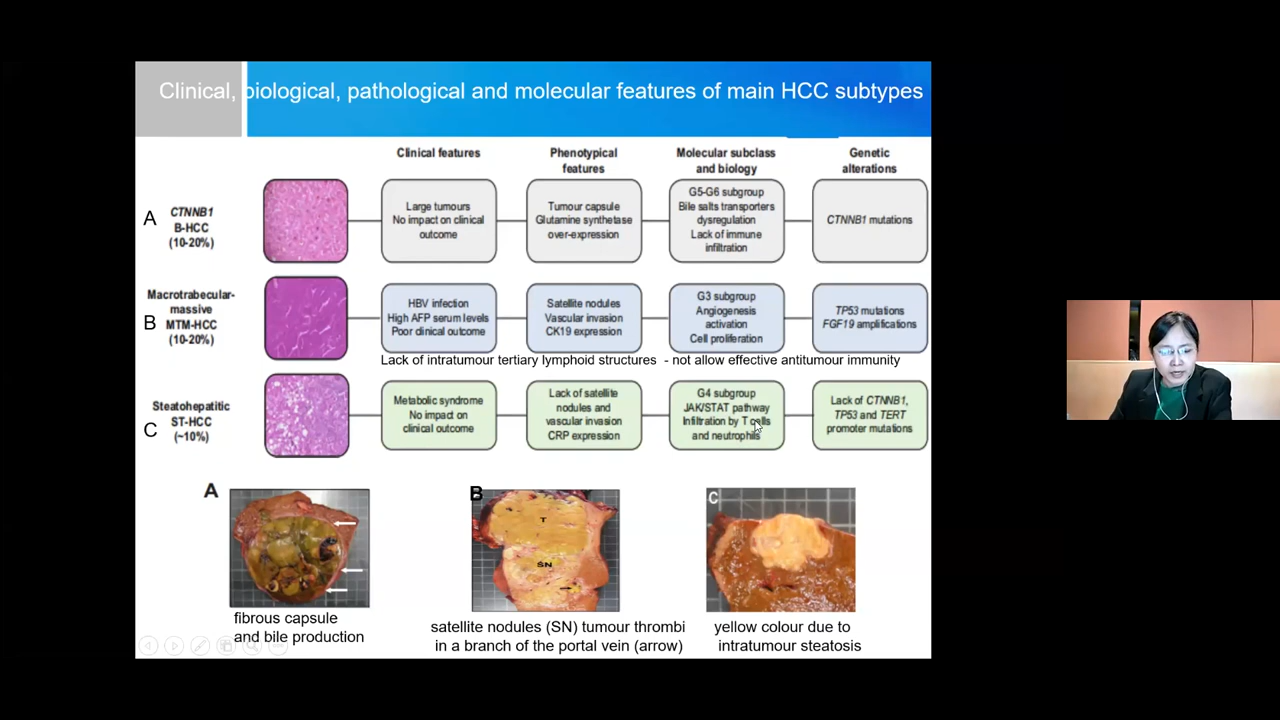 Clinical, biological, pathological and molecular features of main HCC subtypes
Clinical features
Phenotypical
features
Molecular subclass
and biology
Genetic
alterations
A
CTNNB1
B-HCC
(10-20%)
Large tumours
No impact on clinical
outcome
Tumour capsule
Glutamine synthetase
over-expression
G5-G6 subgroup
Bile salts transporters
dysregulation
Lack of immune
infiltration
CTNNB1 mutations
B
Macrotrabecular-
massive
MTM-HCC
(10-20%)
HBV infection
High AFP serum levels
Poor clinical outcome
Satellite nodules
Vascular invasion
CK19 expression
G3 subgroup
Angiogenesis
activation
Cell proliferation
TP53 mutations
FGF19 amplifications
Lack of intratumour tertiary lymphoid structures - not allow effective antitumour immunity
C
Steatohepatitic
ST-HCC
(~10%)
Metabolic syndrome
No impact on
clinical outcome
Lack of satellite
nodules and
vascular invasion
CRP expression
G4 subgroup
JAK/STAT pathway
Infiltration by T cells
and neutrophils
Lack of CTNNB1,
TP53 and TERT
promoter mutations
A
B
T
SN
C
fibrous capsule
and bile production
satellite nodules (SN) tumour thrombi
in a branch of the portal vein (arrow)
yellow colour due to
intratumour steatosis